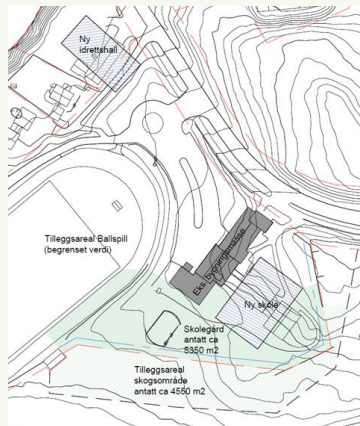 Ny
idrettshall
Tilleggsareal Ballspill
(begrenset verdi)
Eks. bygningsmasse
Ny skole
Skolegård
antatt ca
5350 m2
Tilleggsareal
skogsområde
antatt ca 4550 m2